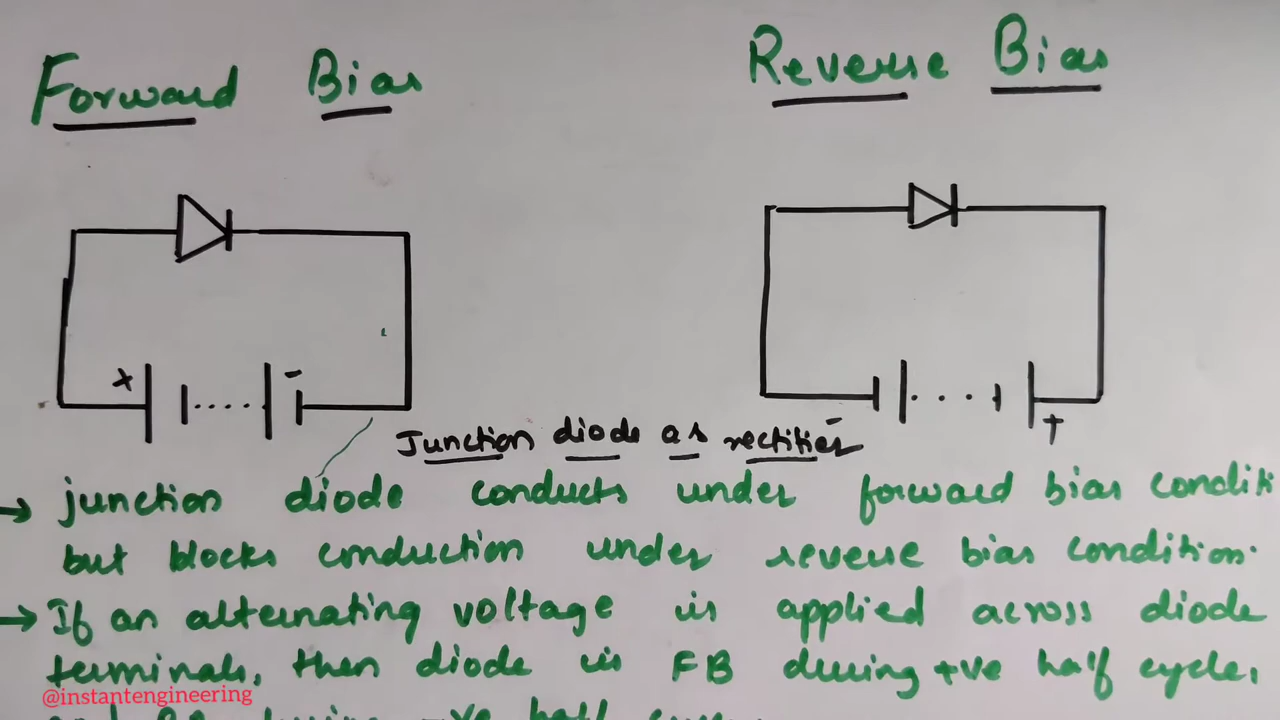 Forward Bias
Reverse Bias
+
-
-
+
Junction diode as rectifier
→ junction diode conducts under forward bias conditi
but blocks conduction under reverse bias condition.
→ If an alternating voltage is applied across diode
terminals, then diode is FB during +ve half cycle,
@instantengineering
half